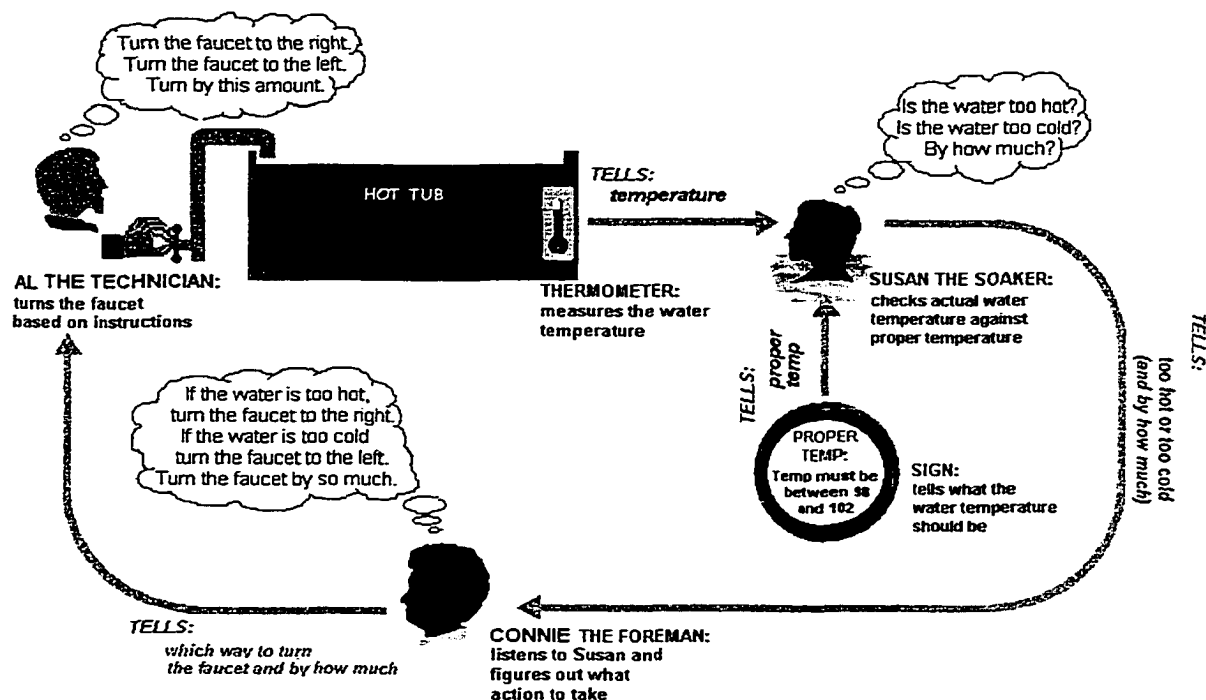 Turn the faucet to the right.
Turn the faucet to the left.
Turn by this amount.
Is the water too hot?
Is the water too cold?
By how much?
HOT TUB
TELLS:
temperature
AL THE TECHNICIAN:
turns the faucet
based on instructions
THERMOMETER:
measures the water
temperature
SUSAN THE SOAKER:
checks actual water
temperature against
proper temperature
TELLS:
proper
temp
TELLS:
too hot or too cold
(and by how much)
If the water is too hot,
turn the faucet to the right.
If the water is too cold
turn the faucet to the left.
Turn the faucet by so much.
PROPER
TEMP:
Temp must be
between 98
and 102
SIGN:
tells what the
water temperature
should be
TELLS:
which way to turn
the faucet and by how much
CONNIE THE FOREMAN:
listens to Susan and
figures out what
action to take